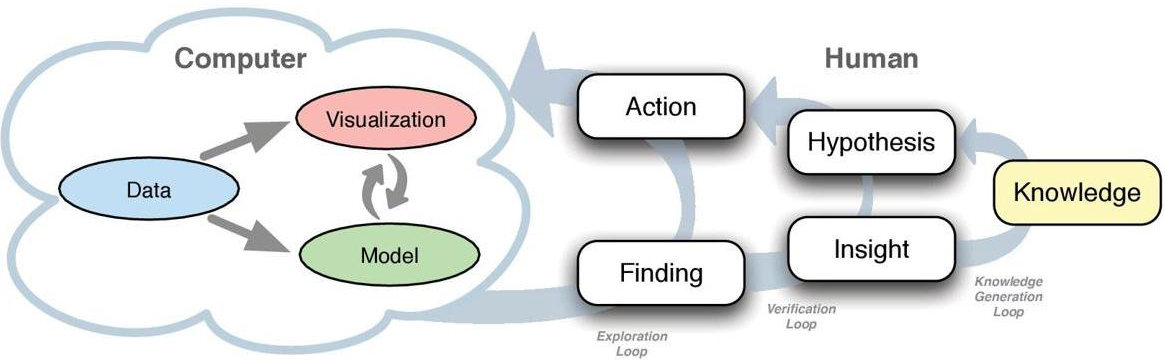 Computer
Human
Visualization
Action
Hypothesis
Data
Knowledge
Model
Finding
Insight
Exploration
Loop
Verification
Loop
Knowledge
Generation
Loop